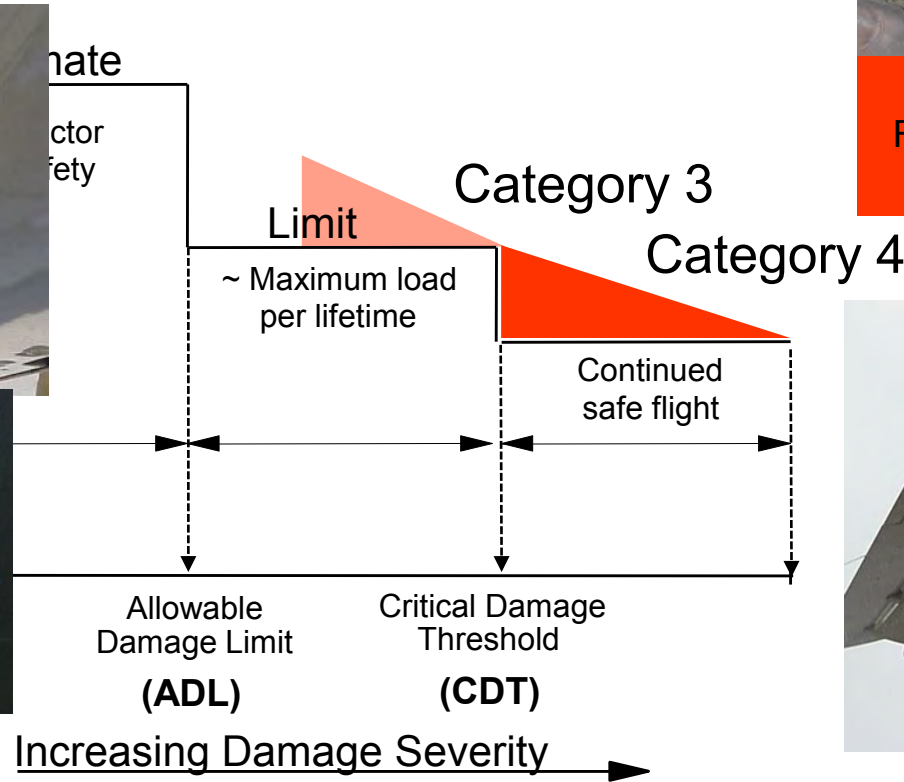 mate
ctor
fety
F
Category 3
Limit
Category 4
~ Maximum load
per lifetime
Continued
safe flight
Allowable
Damage Limit
(ADL)
Critical Damage
Threshold
(CDT)
Increasing Damage Severity